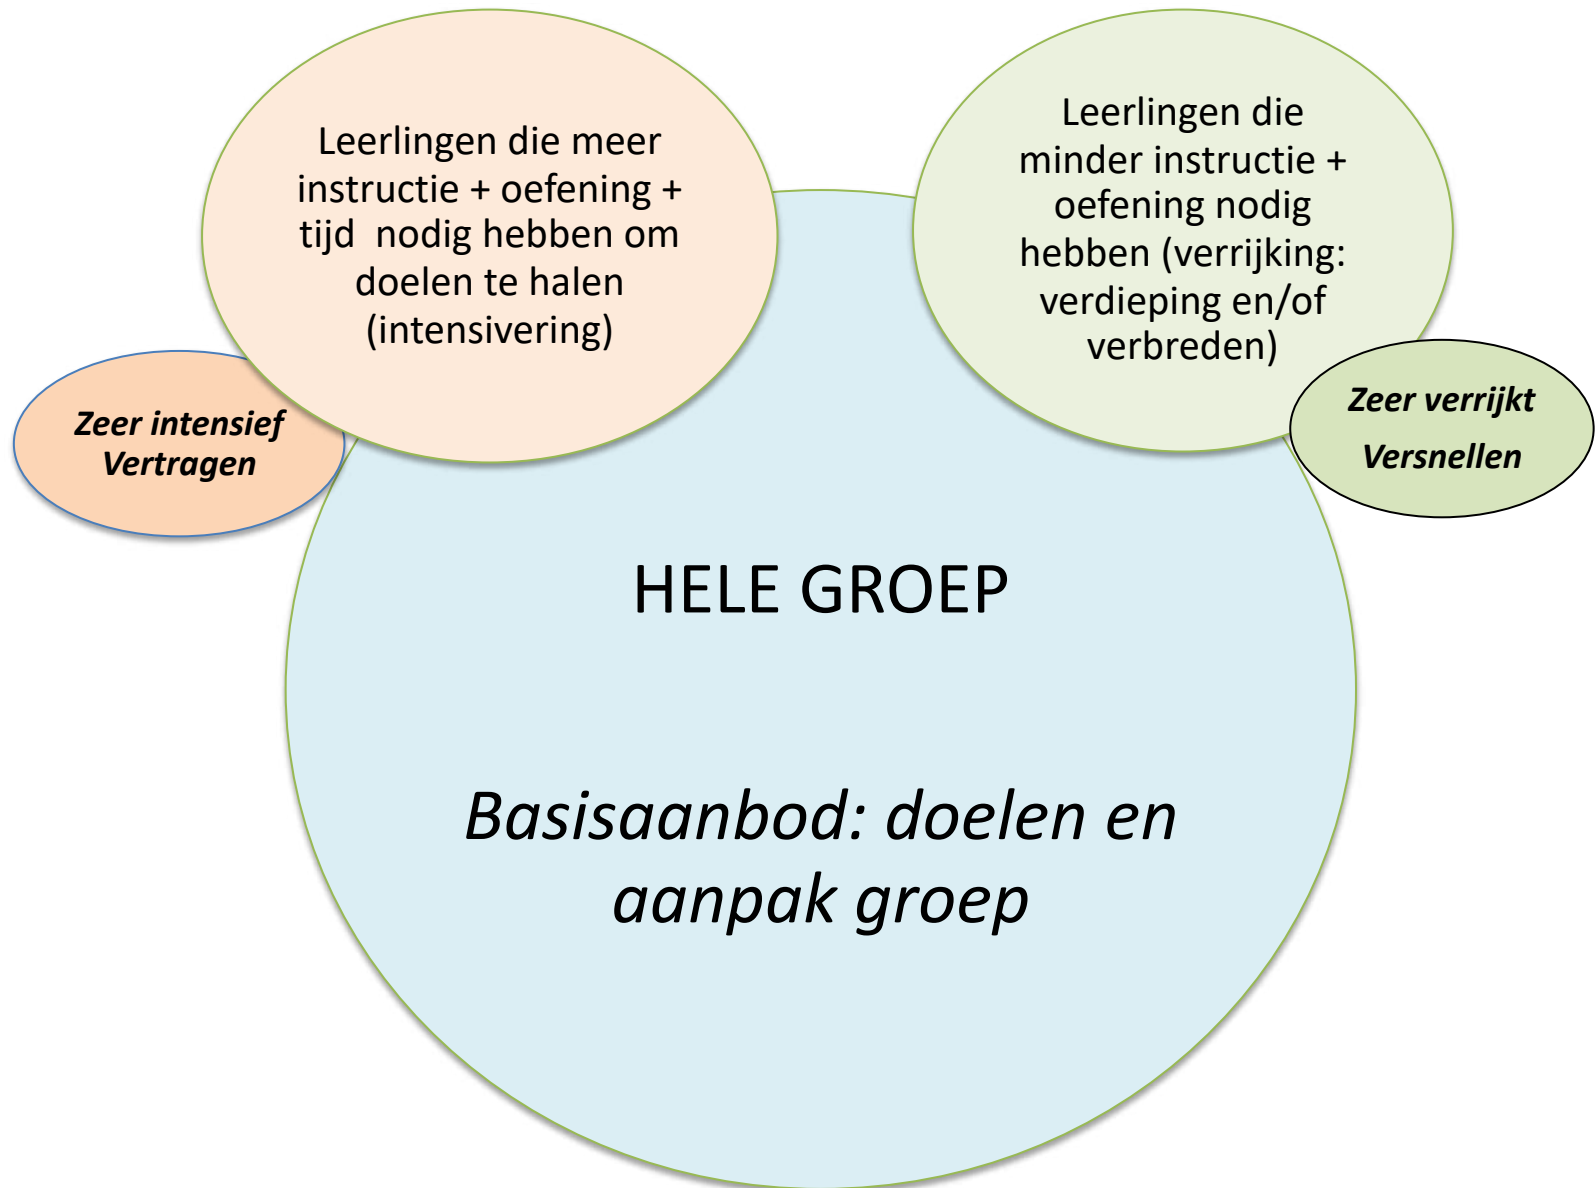 Leerlingen die meer
instructie + oefening +
tijd nodig hebben om
doelen te halen
(intensivering)
Leerlingen die
minder instructie +
oefening nodig
hebben (verrijking:
verdieping en/of
verbreden)
Zeer intensief
Vertragen
Zeer verrijkt
Versnellen
HELE GROEP
Basisaanbod: doelen en
aanpak groep